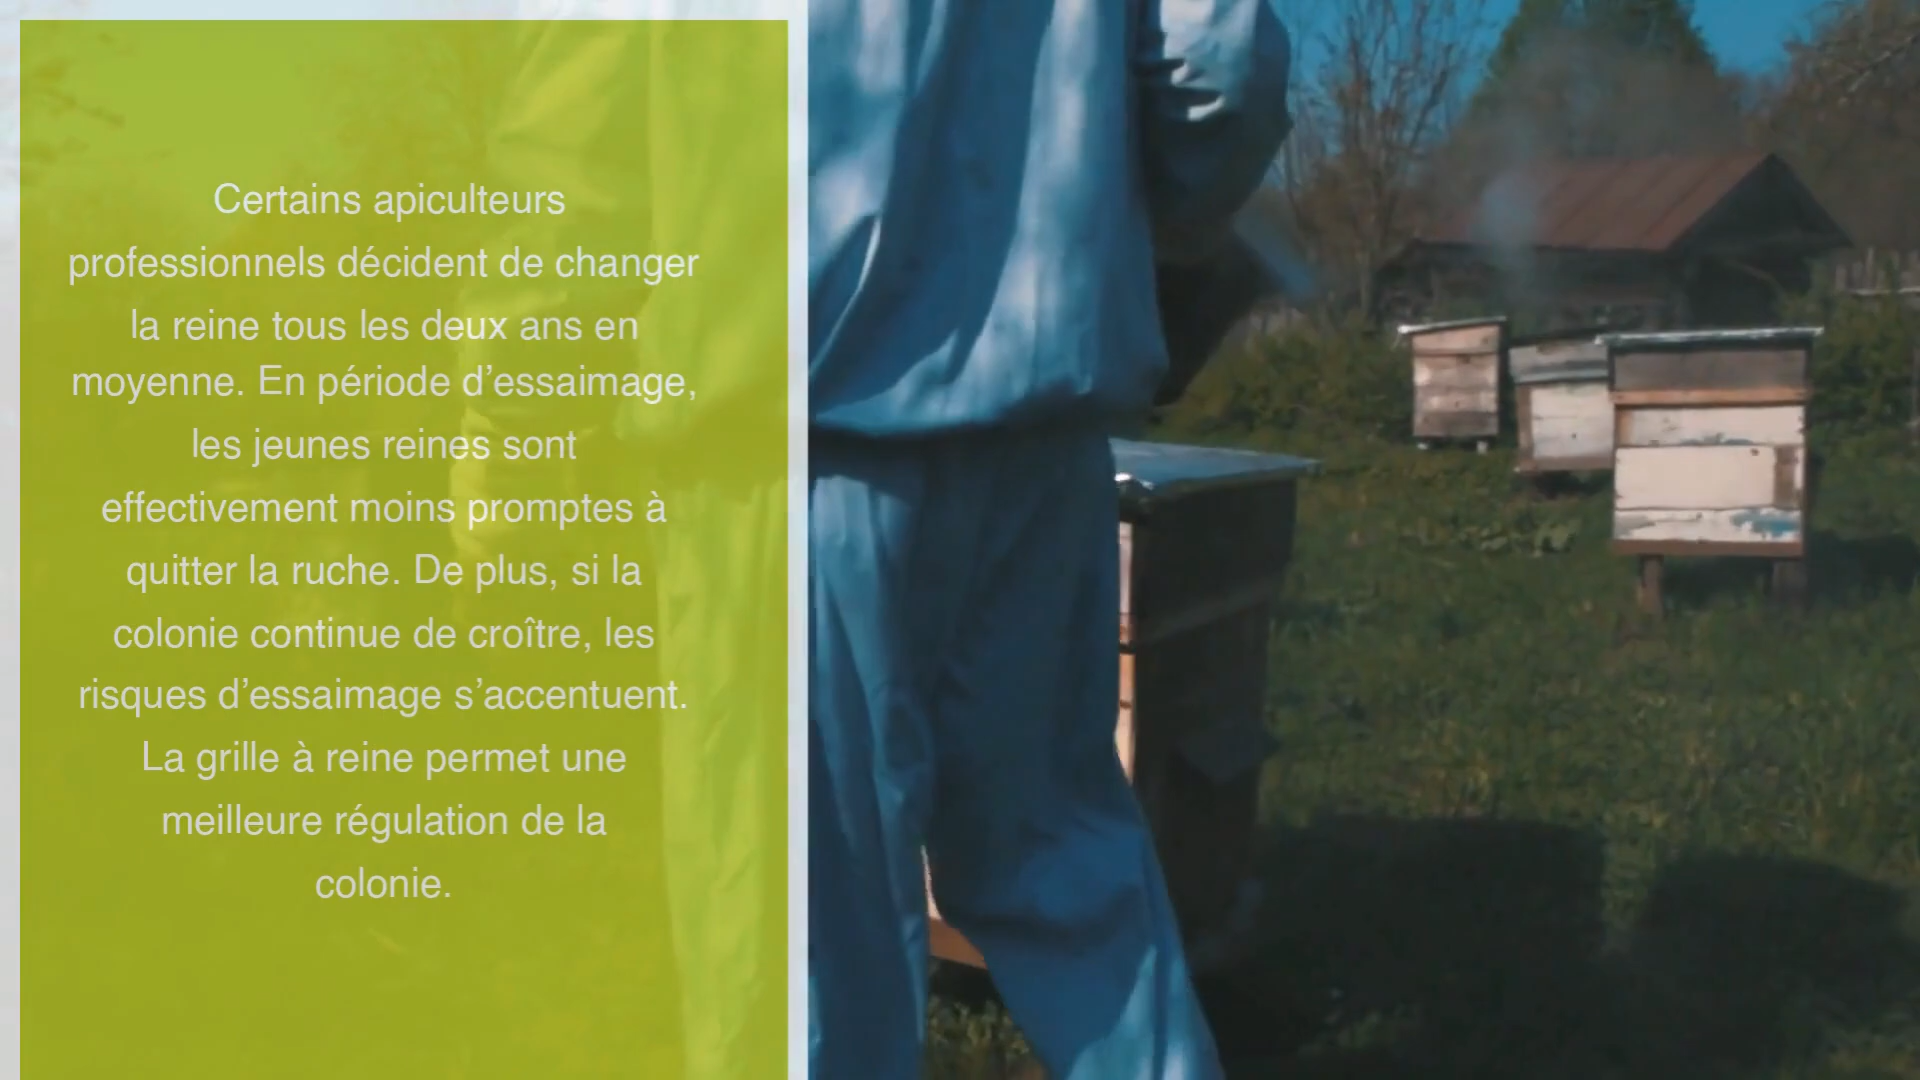 Certains apiculteurs
professionnels décident de changer
la reine tous les deux ans en
moyenne. En période d’essaimage,
les jeunes reines sont
effectivement moins promptes à
quitter la ruche. De plus, si la
colonie continue de croître, les
risques d’essaimage s’accentuent.
La grille à reine permet une
meilleure régulation de la
colonie.